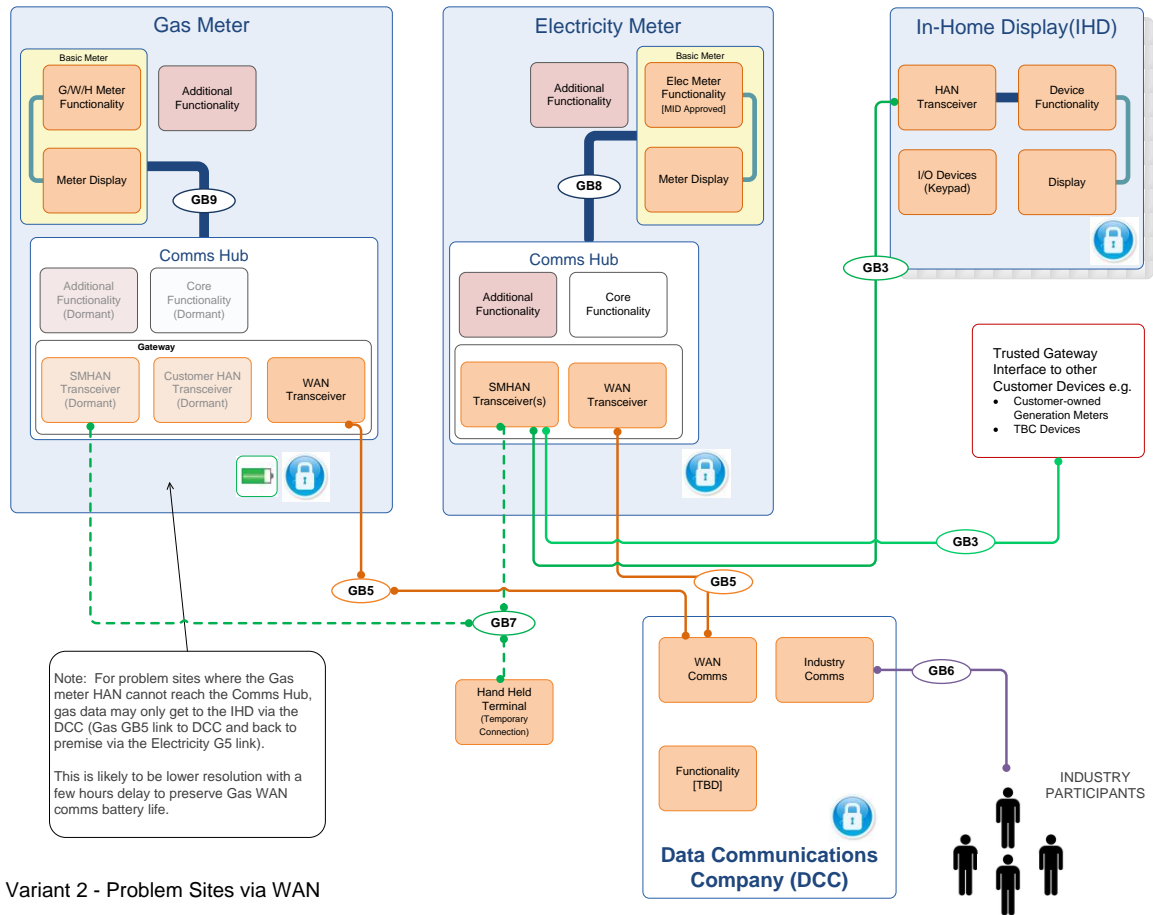 Gas Meter
Basic Meter
G/W/H Meter
Functionality
Additional
Functionality
Meter Display
GB9
Comms Hub
Additional
Functionality
(Dormant)
Core
Functionality
(Dormant)
Gateway
SMHAN
Transceiver
(Dormant)
Customer HAN
Transceiver
(Dormant)
WAN
Transceiver
Electricity Meter
Basic Meter
Additional
Functionality
Elec Meter
Functionality
[MID Approved]
Meter Display
GB8
Comms Hub
Additional
Functionality
Core
Functionality
SMHAN
Transceiver(s)
WAN
Transceiver
In-Home Display(IHD)
HAN
Transceiver
Device
Functionality
I/O Devices
(Keypad)
Display
GB3
Trusted Gateway
Interface to other
Customer Devices e.g.
• Customer-owned
Generation Meters
• TBC Devices
GB3
GB5
GB5
GB7
Hand Held
Terminal
(Temporary
Connection)
WAN
Comms
Industry
Comms
GB6
Functionality
[TBD]
Data Communications
Company (DCC)
INDUSTRY
PARTICIPANTS
Note: For problem sites where the Gas
meter HAN cannot reach the Comms Hub,
gas data may only get to the IHD via the
DCC (Gas GB5 link to DCC and back to
premise via the Electricity G5 link).
This is likely to be lower resolution with a
few hours delay to preserve Gas WAN
comms battery life.
Variant 2 - Problem Sites via WAN